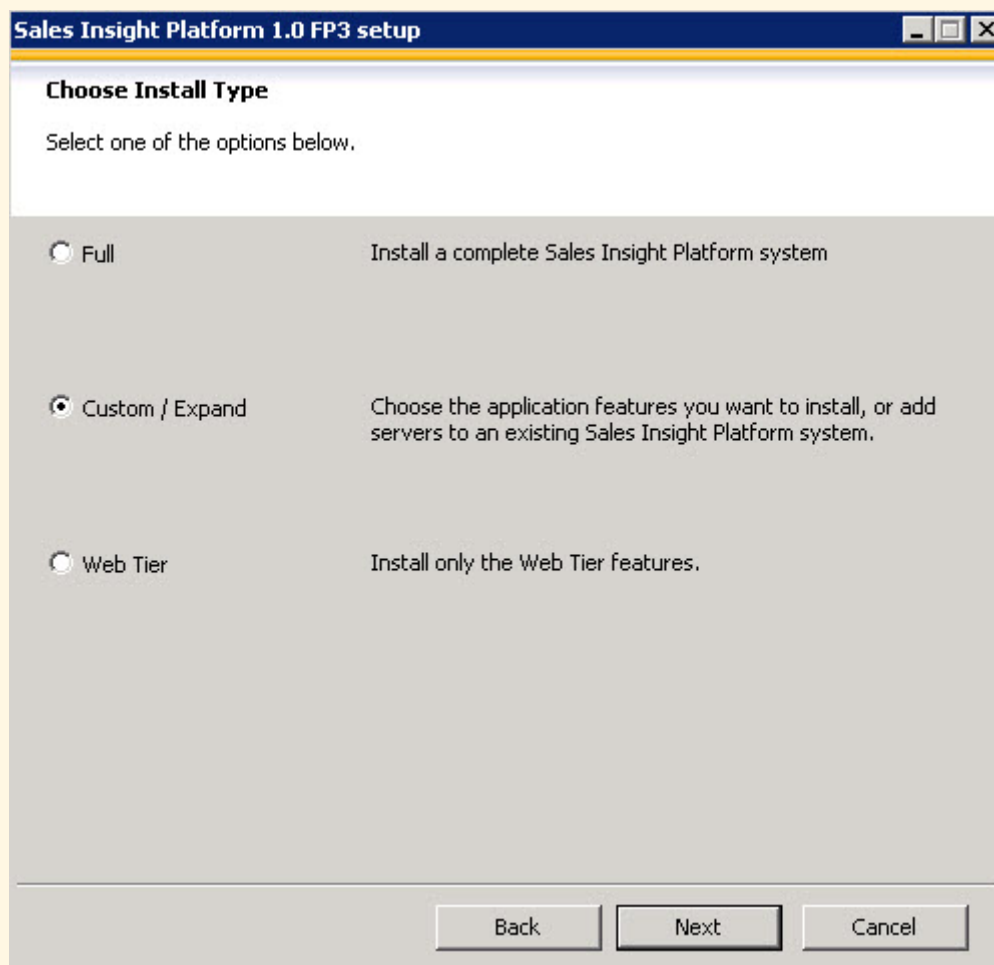 Sales Insight Platform 1.0 FP3 setup
Choose Install Type
Select one of the options below.
Full
Install a complete Sales Insight Platform system
Custom / Expand
Choose the application features you want to install, or add
servers to an existing Sales Insight Platform system.
Web Tier
Install only the Web Tier features.
Back
Next
Cancel